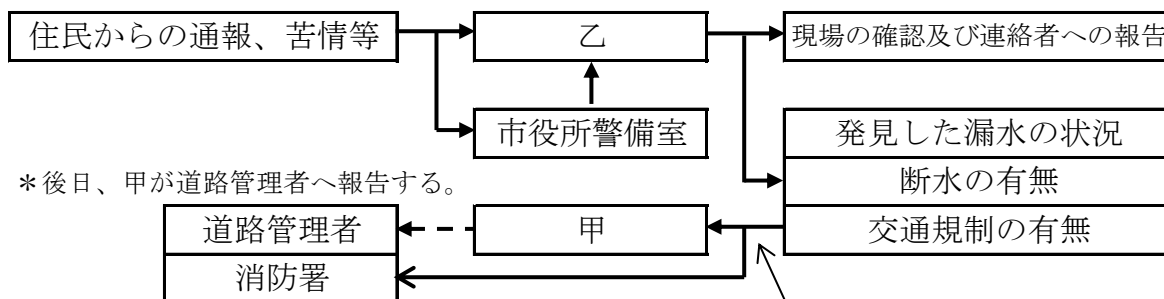 住民からの通報、苦情等
乙
現場の確認及び連絡者への報告
市役所警備室
発見した漏水の状況
断水の有無
交通規制の有無
＊後日、甲が道路管理者へ報告する。
道路管理者
甲
消防署